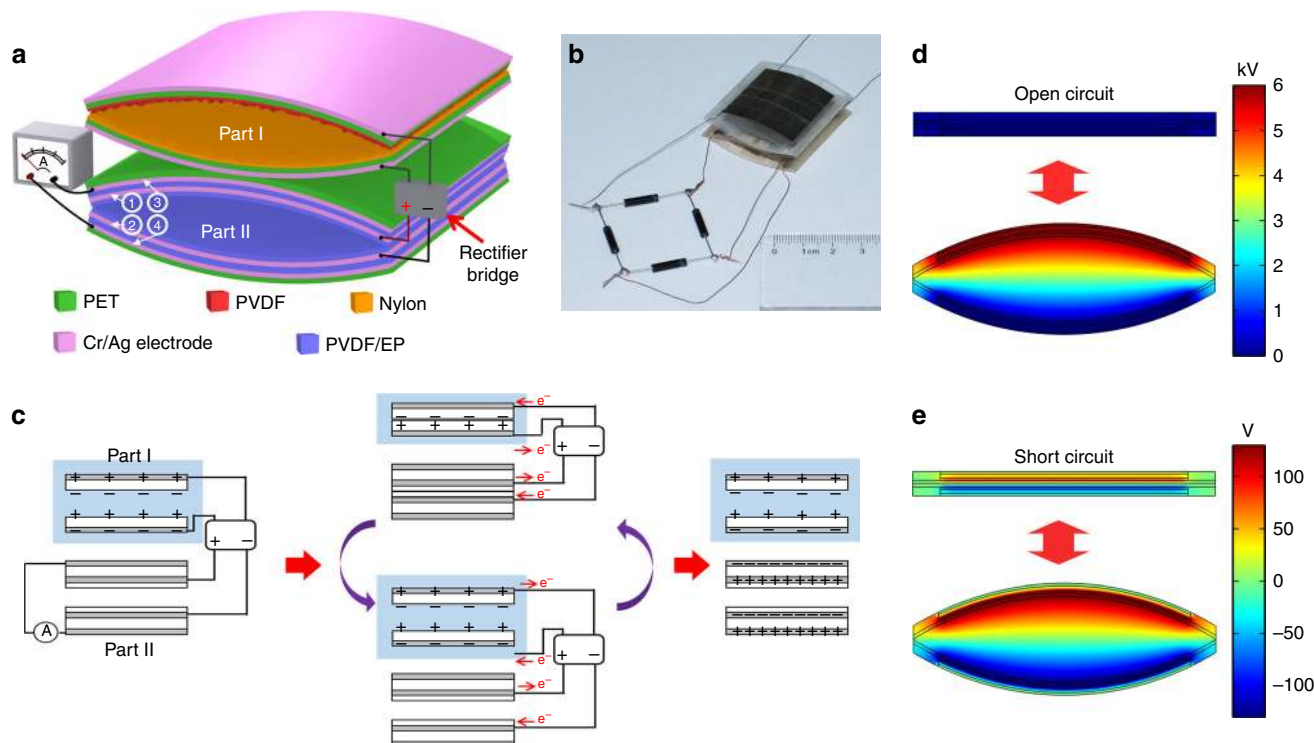 a
Part I
A
1 3
2 4
Part II
+ −
Rectifier
bridge
PET
PVDF
Nylon
Cr/Ag electrode
PVDF/EP
b
0 1cm 2 3
c
Part I
+ + + +
− − − −
+ + + +
− − − −
+ −
A
Part II
e−
− − − −
+ + + +
+ −
e−
e−
e−
+ + + +
e−
− − − −
+ + + +
− − − −
+ −
e−
e−
e−
+ + + +
− − − −
+ + + +
− − − −
− − − − − − − − −
+ + + + + + + + +
− − − − − − − − −
+ + + + + + + + +
d
kV
Open circuit
6
5
4
3
2
1
0
e
V
Short circuit
100
50
0
−50
−100